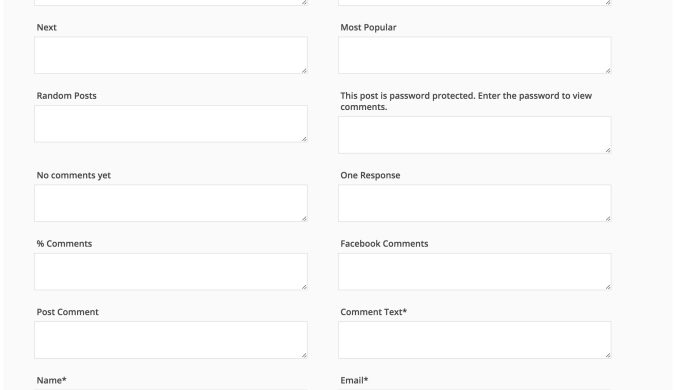 Next
Most Popular
Random Posts
This post is password protected. Enter the password to view
comments.
No comments yet
One Response
% Comments
Facebook Comments
Post Comment
Comment Text*
Name*
Email*